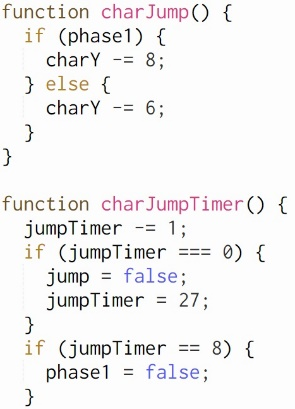 function charJump() {
  if (phase1) {
    charY -= 8;
  } else {
    charY -= 6;
  }
}

function charJumpTimer() {
  jumpTimer -= 1;
  if (jumpTimer === 0) {
    jump = false;
    jumpTimer = 27;
  }
  if (jumpTimer == 8) {
    phase1 = false;
  }